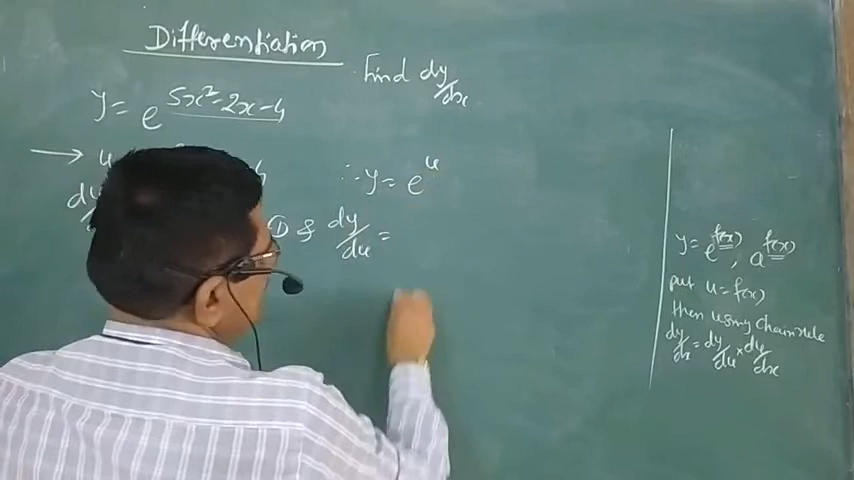 Differentiation
Find dy/dx
y = e^5x²-2x-4
→ u
∴ y = e^u
① & dy/du =
y = e^f(x), a^f(x)
put u = f(x)
then using Chain rule
dy/dx = dy/du × dy/dx